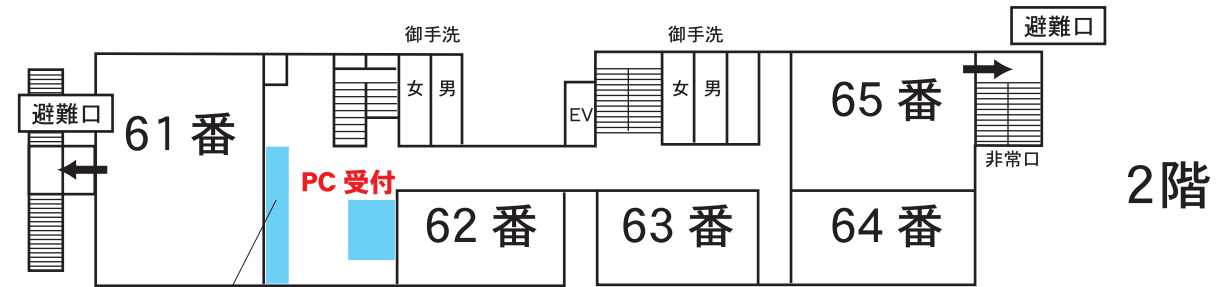 避難口
御手洗
御手洗
女
男
EV
女
男
65 番
避難口
61 番
非常口
PC 受付
2階
62 番
63 番
64 番